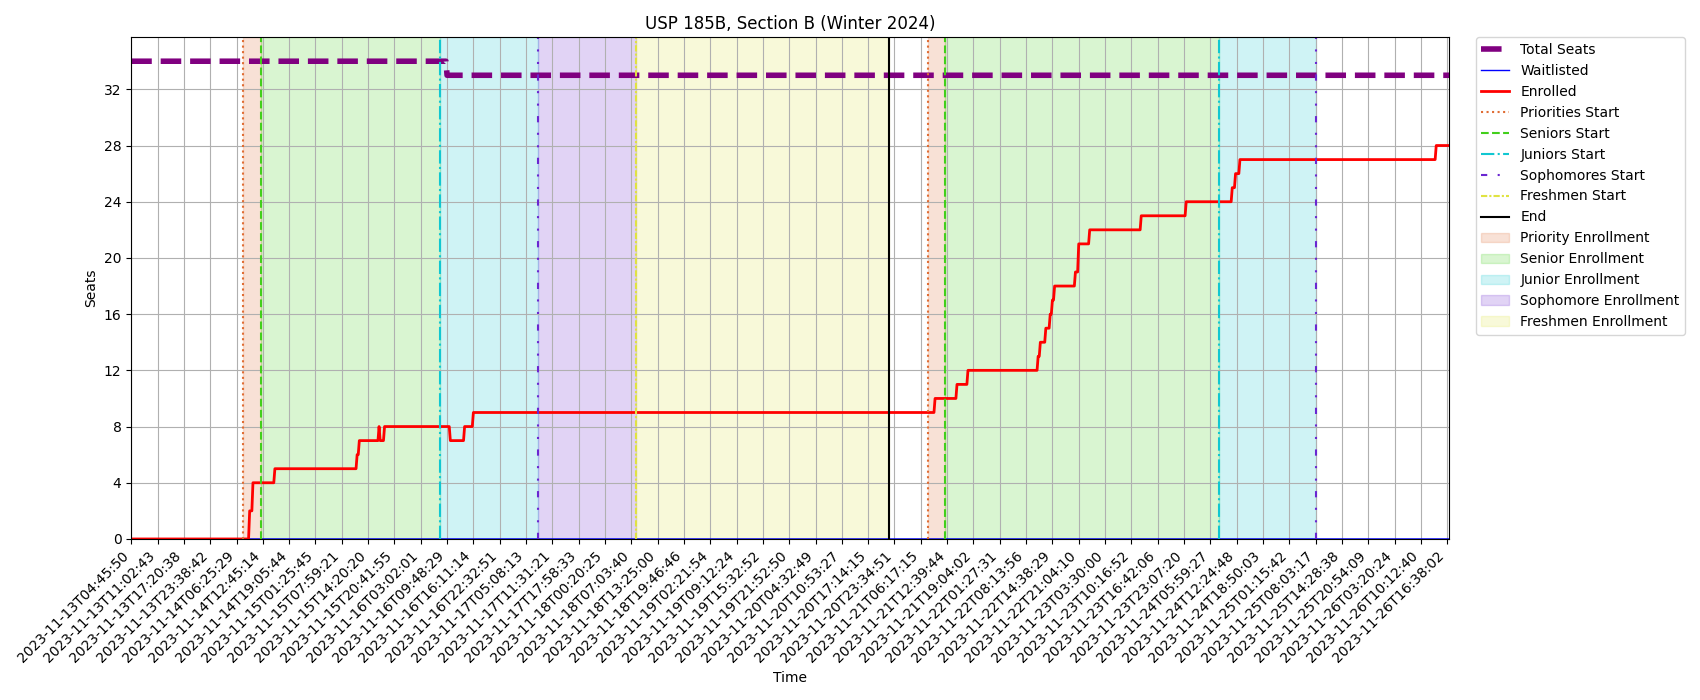 USP 185B, Section B (Winter 2024)
Seats
32
28
24
20
16
12
8
4
0
2023-11-13T04:45:50
2023-11-13T11:02:43
2023-11-13T17:20:38
2023-11-13T23:38:42
2023-11-14T06:25:29
2023-11-14T12:45:14
2023-11-14T19:05:44
2023-11-15T01:25:45
2023-11-15T07:59:21
2023-11-15T14:20:20
2023-11-15T20:41:55
2023-11-16T03:02:01
2023-11-16T09:48:29
2023-11-16T16:11:14
2023-11-16T22:32:51
2023-11-17T05:08:13
2023-11-17T11:31:21
2023-11-17T17:58:33
2023-11-18T00:20:25
2023-11-18T07:03:40
2023-11-18T13:25:00
2023-11-18T19:46:46
2023-11-19T02:21:54
2023-11-19T09:12:24
2023-11-19T15:32:52
2023-11-19T21:52:50
2023-11-20T04:32:49
2023-11-20T10:53:27
2023-11-20T17:14:15
2023-11-20T23:34:51
2023-11-21T06:17:15
2023-11-21T12:39:44
2023-11-21T19:04:02
2023-11-22T01:27:31
2023-11-22T08:13:56
2023-11-22T14:38:29
2023-11-22T21:04:10
2023-11-23T03:30:00
2023-11-23T10:16:52
2023-11-23T16:42:06
2023-11-23T23:07:20
2023-11-24T05:59:27
2023-11-24T12:24:48
2023-11-24T18:50:03
2023-11-25T01:15:42
2023-11-25T08:03:17
2023-11-25T14:28:38
2023-11-25T20:54:09
2023-11-26T03:20:24
2023-11-26T10:12:40
2023-11-26T16:38:02
Time
Total Seats
Waitlisted
Enrolled
Priorities Start
Seniors Start
Juniors Start
Sophomores Start
Freshmen Start
End
Priority Enrollment
Senior Enrollment
Junior Enrollment
Sophomore Enrollment
Freshmen Enrollment